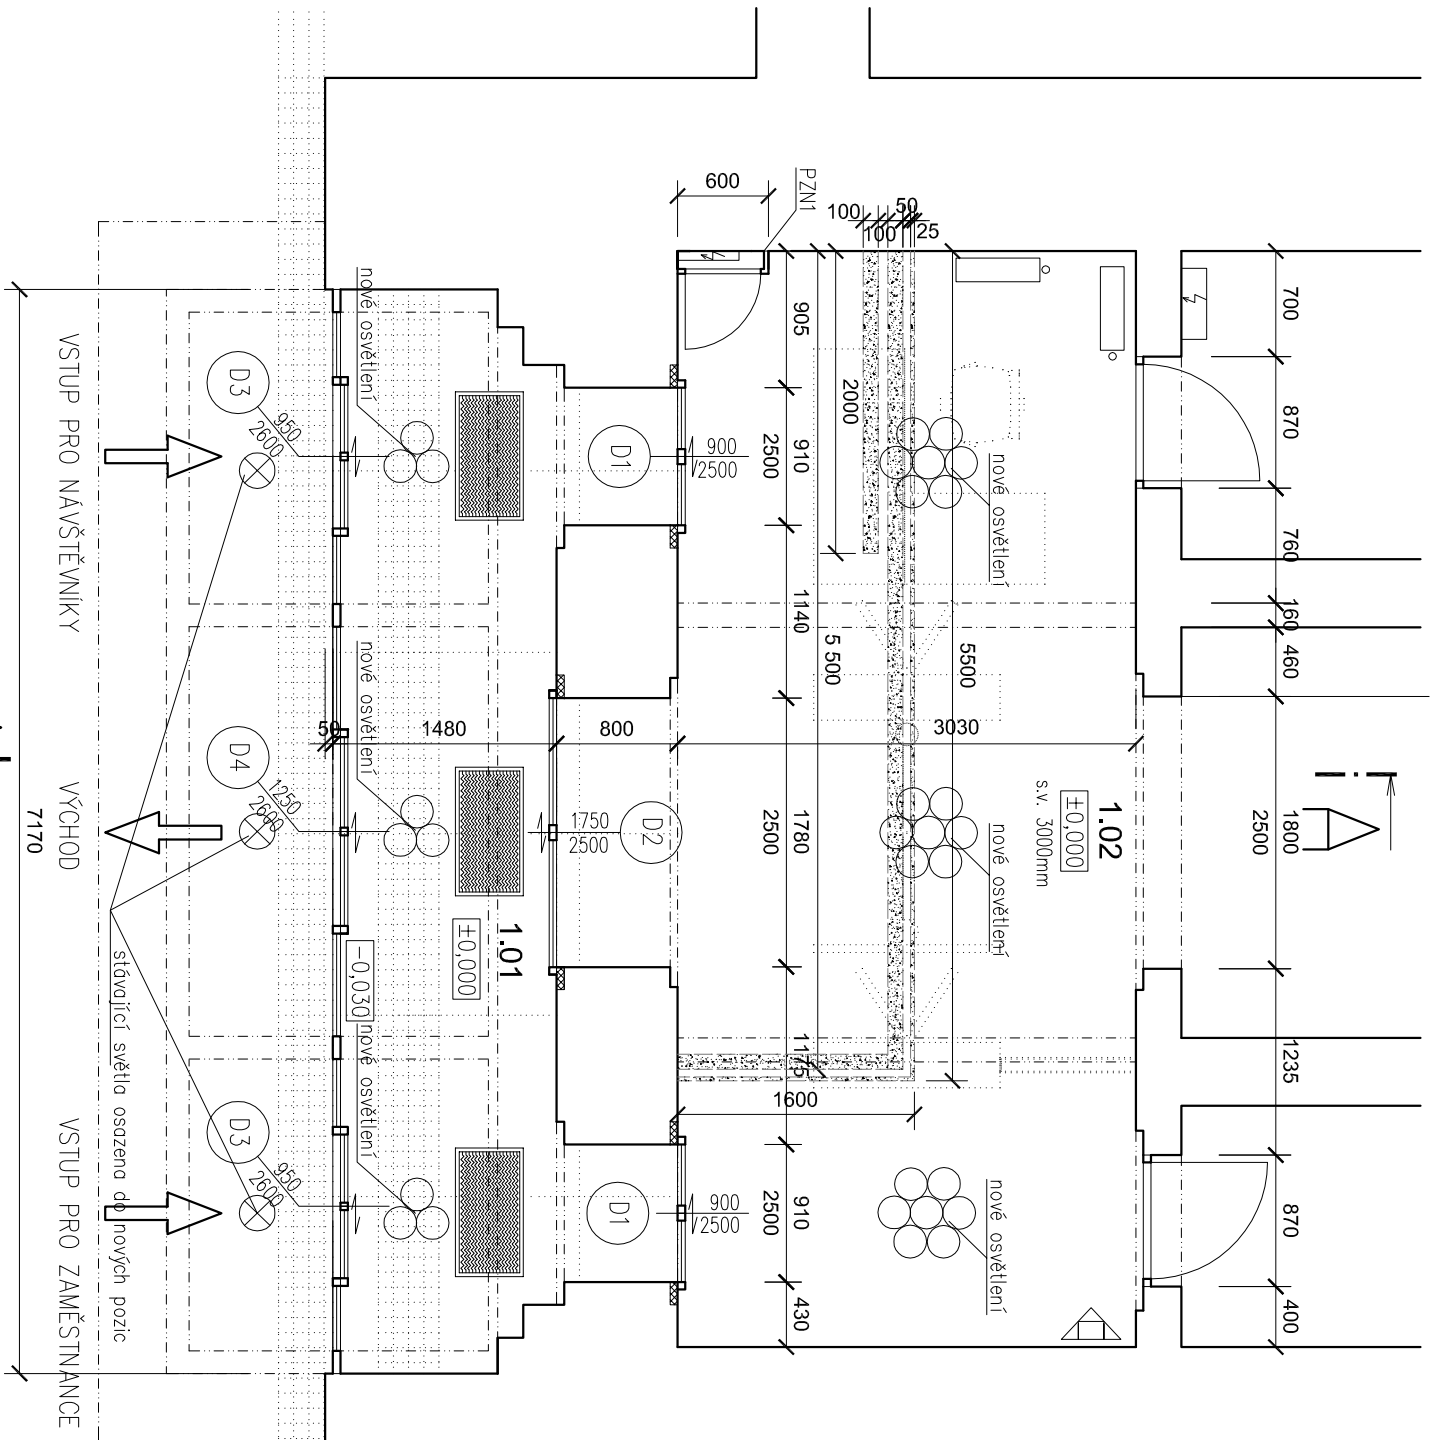 PZN1
600
100
50
100
25
700
870
760
160
460
1800
2500
1235
870
400
905
910
2500
1140
1780
2500
1175
910
2500
430
2000
5 500
5500
3030
1600
800
1480
50
nové osvětlení
nové osvětlení
nové osvětlení
nové osvětlení
nové osvětlení
nové osvětlení
1.02
±0,000
s.v. 3000mm
1.01
±0,000
-0,030
D1
900
2500
D2
1750
2500
D1
900
2500
D3
950
2600
D4
1250
2600
D3
950
2600
VSTUP PRO NÁVŠTĚVNÍKY
VÝCHOD
VSTUP PRO ZAMĚSTNANCE
stávající světla osazena do nových pozic
7170